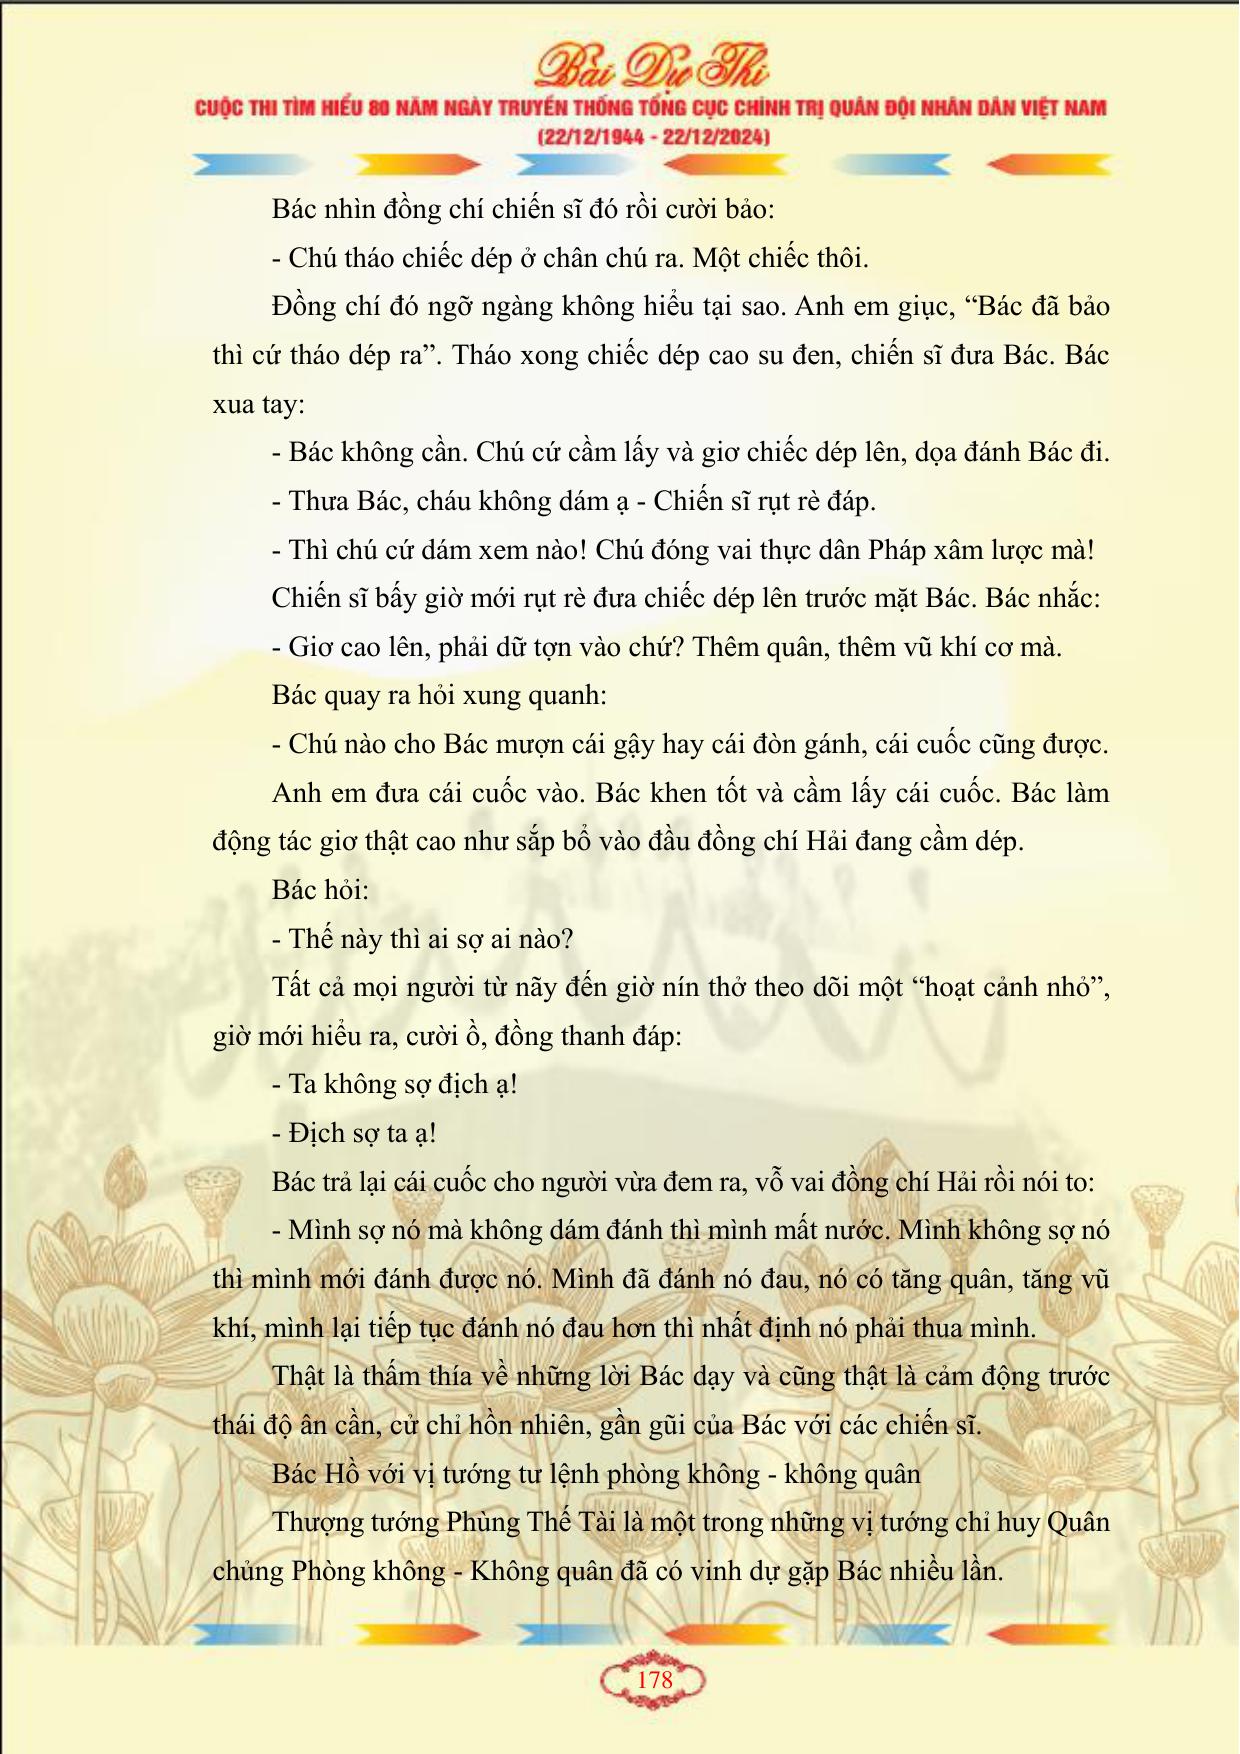 Bài Dự Thi
CUỘC THI TÌM HIỂU 80 NĂM NGÀY TRUYỀN THỐNG TỔNG CỤC CHÍNH TRỊ QUÂN ĐỘI NHÂN DÂN VIỆT NAM
(22/12/1944 - 22/12/2024)
Bác nhìn đồng chí chiến sĩ đó rồi cười bảo:
- Chú tháo chiếc dép ở chân chú ra. Một chiếc thôi.
Đồng chí đó ngỡ ngàng không hiểu tại sao. Anh em giục, “Bác đã bảo
thì cứ tháo dép ra”. Tháo xong chiếc dép cao su đen, chiến sĩ đưa Bác. Bác
xua tay:
- Bác không cần. Chú cứ cầm lấy và giơ chiếc dép lên, dọa đánh Bác đi.
- Thưa Bác, cháu không dám ạ - Chiến sĩ rụt rè đáp.
- Thì chú cứ dám xem nào! Chú đóng vai thực dân Pháp xâm lược mà!
Chiến sĩ bấy giờ mới rụt rè đưa chiếc dép lên trước mặt Bác. Bác nhắc:
- Giơ cao lên, phải dữ tợn vào chứ? Thêm quân, thêm vũ khí cơ mà.
Bác quay ra hỏi xung quanh:
- Chú nào cho Bác mượn cái gậy hay cái đòn gánh, cái cuốc cũng được.
Anh em đưa cái cuốc vào. Bác khen tốt và cầm lấy cái cuốc. Bác làm
động tác giơ thật cao như sắp bổ vào đầu đồng chí Hải đang cầm dép.
Bác hỏi:
- Thế này thì ai sợ ai nào?
Tất cả mọi người từ nãy đến giờ nín thở theo dõi một “hoạt cảnh nhỏ”,
giờ mới hiểu ra, cười ồ, đồng thanh đáp:
- Ta không sợ địch ạ!
- Địch sợ ta ạ!
Bác trả lại cái cuốc cho người vừa đem ra, vỗ vai đồng chí Hải rồi nói to:
- Mình sợ nó mà không dám đánh thì mình mất nước. Mình không sợ nó
thì mình mới đánh được nó. Mình đã đánh nó đau, nó có tăng quân, tăng vũ
khí, mình lại tiếp tục đánh nó đau hơn thì nhất định nó phải thua mình.
Thật là thấm thía về những lời Bác dạy và cũng thật là cảm động trước
thái độ ân cần, cử chỉ hồn nhiên, gần gũi của Bác với các chiến sĩ.
Bác Hồ với vị tướng tư lệnh phòng không - không quân
Thượng tướng Phùng Thế Tài là một trong những vị tướng chỉ huy Quân
chủng Phòng không - Không quân đã có vinh dự gặp Bác nhiều lần.
178